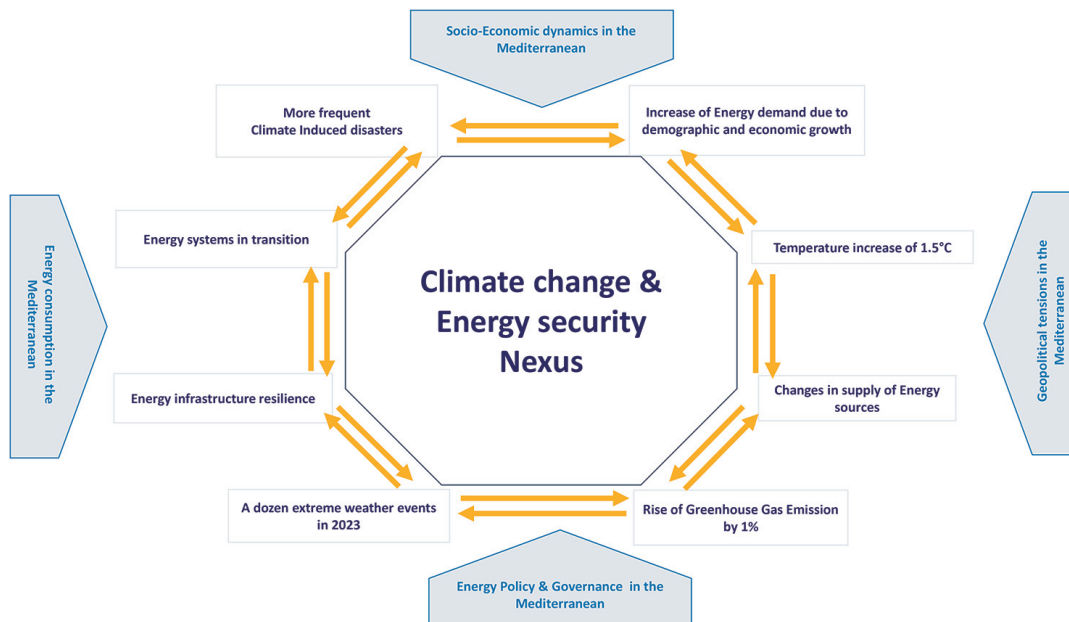 Socio-Economic dynamics in the
Mediterranean
More frequent
Climate Induced disasters
Increase of Energy demand due to
demographic and economic growth
Energy systems in transition
Temperature increase of 1.5°C
Energy consumption in the
Mediterranean
Climate change &
Energy security
Nexus
Geopolitical tensions in the
Mediterranean
Energy infrastructure resilience
Changes in supply of Energy
sources
A dozen extreme weather events
in 2023
Rise of Greenhouse Gas Emission
by 1%
Energy Policy & Governance in the
Mediterranean